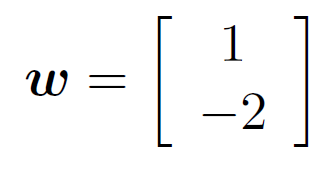 w = [ 1
-2 ]